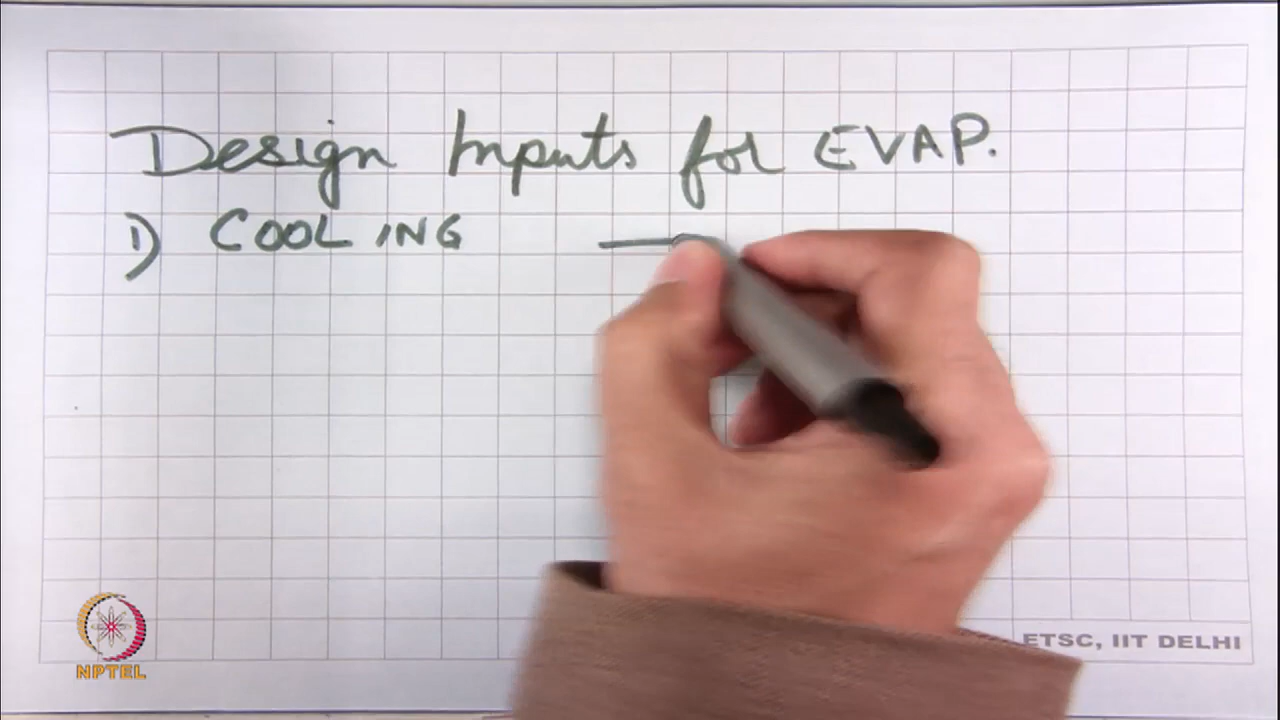 Design Inputs for EVAP.
1) COOLING
NPTEL
ETSC, IIT DELHI